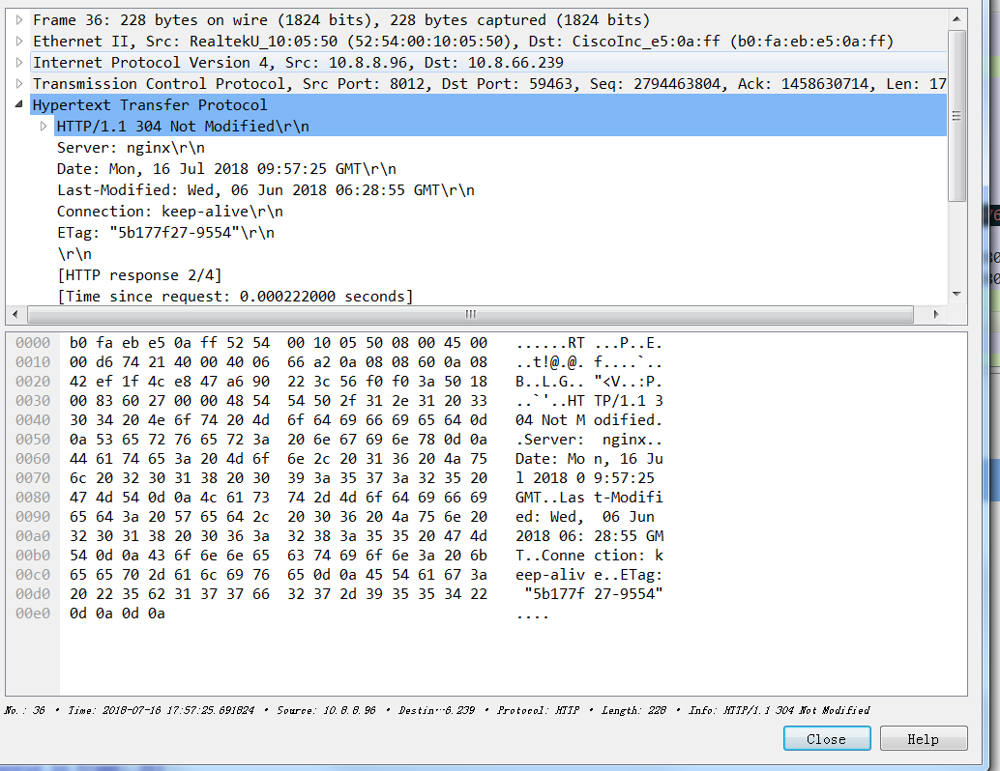 Frame 36: 228 bytes on wire (1824 bits), 228 bytes captured (1824 bits)
Ethernet II, Src: RealtekU_10:05:50 (52:54:00:10:05:50), Dst: CiscoInc_e5:0a:ff (b0:fa:eb:e5:0a:ff)
Internet Protocol Version 4, Src: 10.8.8.96, Dst: 10.8.66.239
Transmission Control Protocol, Src Port: 8012, Dst Port: 59463, Seq: 2794463804, Ack: 1458630714, Len: 17
Hypertext Transfer Protocol
HTTP/1.1 304 Not Modified\r\n
Server: nginx\r\n
Date: Mon, 16 Jul 2018 09:57:25 GMT\r\n
Last-Modified: Wed, 06 Jun 2018 06:28:55 GMT\r\n
Connection: keep-alive\r\n
ETag: "5b177f27-9554"\r\n
\r\n
[HTTP response 2/4]
[Time since request: 0.000222000 seconds]
0000 b0 fa eb e5 0a ff 52 54 00 10 05 50 08 00 45 00 ......RT ...P..E.
0010 00 d6 74 21 40 00 40 06 66 a2 0a 08 08 60 0a 08 ..t!@.@. f....`..
0020 42 ef 1f 4c e8 47 a6 90 22 3c 56 f0 f0 3a 50 18 B..L.G.. "<V..:P.
0030 00 83 60 27 00 00 48 54 54 50 2f 31 2e 31 20 33 ..`'..HT TP/1.1 3
0040 30 34 20 4e 6f 74 20 4d 6f 64 69 66 69 65 64 0d 04 Not M odified.
0050 0a 53 65 72 76 65 72 3a 20 6e 67 69 6e 78 0d 0a .Server: nginx..
0060 44 61 74 65 3a 20 4d 6f 6e 2c 20 31 36 20 4a 75 Date: Mo n, 16 Ju
0070 6c 20 32 30 31 38 20 30 39 3a 35 37 3a 32 35 20 l 2018 0 9:57:25
0080 47 4d 54 0d 0a 4c 61 73 74 2d 4d 6f 64 69 66 69 GMT..Las t-Modifi
0090 65 64 3a 20 57 65 64 2c 20 30 36 20 4a 75 6e 20 ed: Wed, 06 Jun
00a0 32 30 31 38 20 30 36 3a 32 38 3a 35 35 20 47 4d 2018 06: 28:55 GM
00b0 54 0d 0a 43 6f 6e 6e 65 63 74 69 6f 6e 3a 20 6b T..Conne ction: k
00c0 65 65 70 2d 61 6c 69 76 65 0d 0a 45 54 61 67 3a eep-aliv e..ETag:
00d0 20 22 35 62 31 37 37 66 32 37 2d 39 35 35 34 22 "5b177f 27-9554"
00e0 0d 0a 0d 0a ....
No.: 36 · Time: 2018-07-16 17:57:25.691824 · Source: 10.8.8.96 · Destin…6.239 · Protocol: HTTP · Length: 228 · Info: HTTP/1.1 304 Not Modified
Close Help